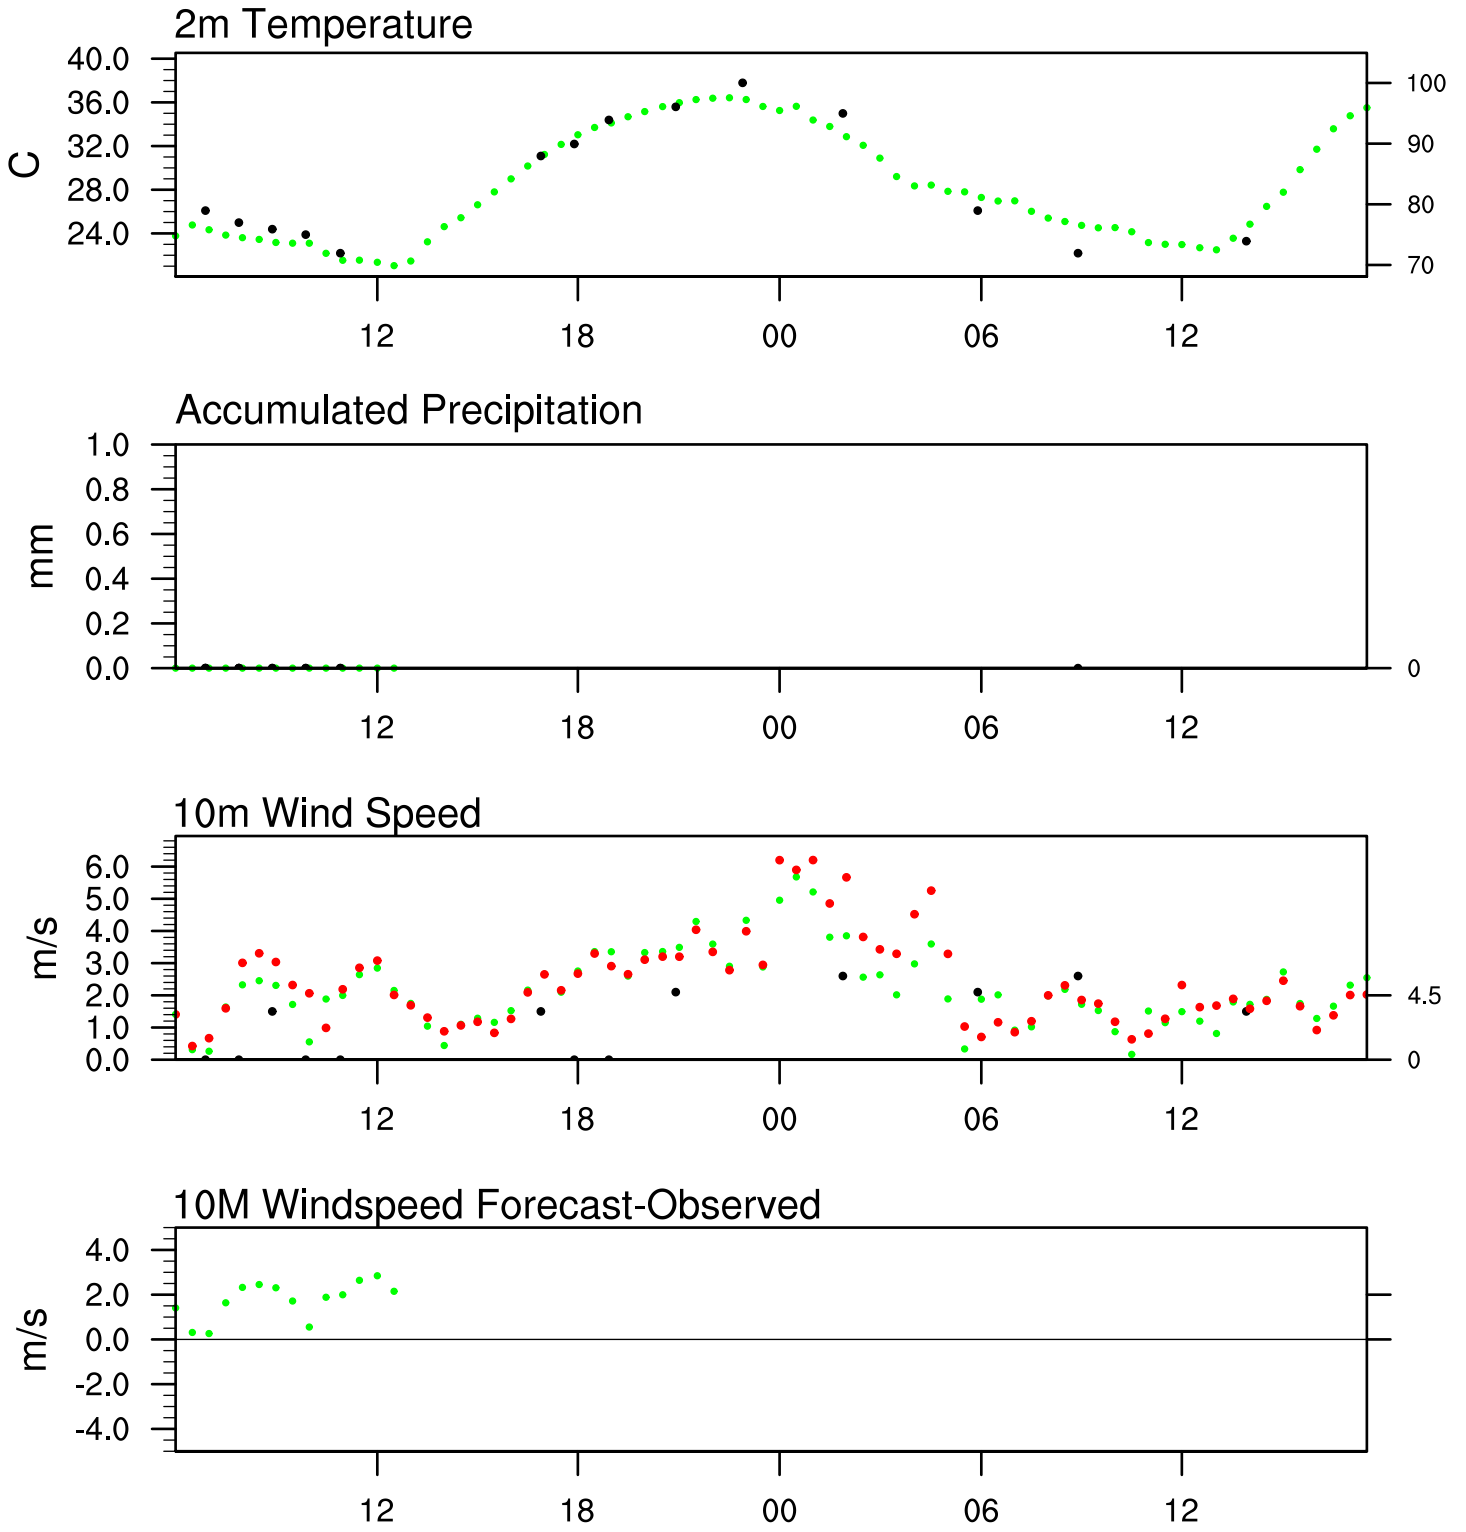 2m Temperature
40.0
36.0
32.0
28.0
24.0
C
100
90
80
70
12 18 00 06 12
Accumulated Precipitation
1.0
0.8
0.6
0.4
0.2
0.0
mm
0
12 18 00 06 12
10m Wind Speed
6.0
5.0
4.0
3.0
2.0
1.0
0.0
m/s
4.5
0
12 18 00 06 12
10M Windspeed Forecast-Observed
4.0
2.0
0.0
-2.0
-4.0
m/s
12 18 00 06 12